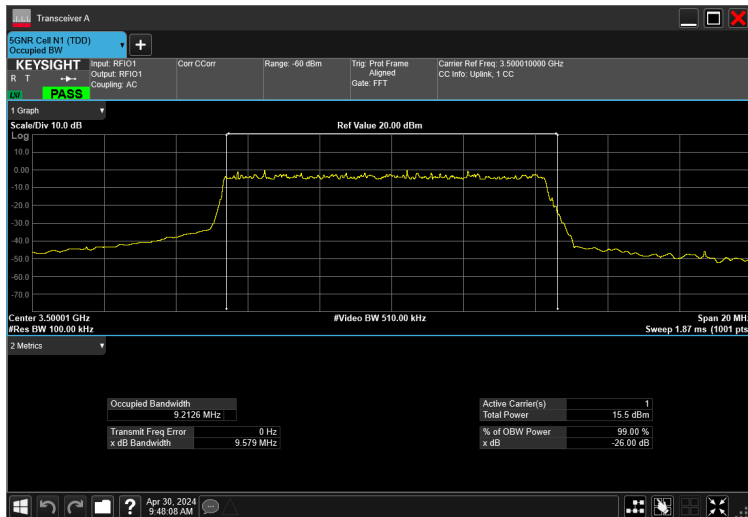 Transceiver A
5GNR Cell N1 (TDD)
Occupied BW
KEYSIGHT
R T
LXI
PASS
Input: RFIO1
Output: RFIO1
Coupling: AC
Corr CCorr
Range: -60 dBm
Trig: Prot Frame
Aligned
Gate: FFT
Carrier Ref Freq: 3.500010000 GHz
CC Info: Uplink, 1 CC
1 Graph
Scale/Div 10.0 dB
Ref Value 20.00 dBm
Log
10.0
0.00
-10.0
-20.0
-30.0
-40.0
-50.0
-60.0
-70.0
Center 3.50001 GHz
#Video BW 510.00 kHz
Span 20 MHz
#Res BW 100.00 kHz
Sweep 1.87 ms (1001 pts
2 Metrics
Occupied Bandwidth
9.2126 MHz
Transmit Freq Error 0 Hz
x dB Bandwidth 9.579 MHz
Active Carrier(s) 1
Total Power 15.5 dBm
% of OBW Power 99.00 %
x dB -26.00 dB
?
Apr 30, 2024
9:48:08 AM